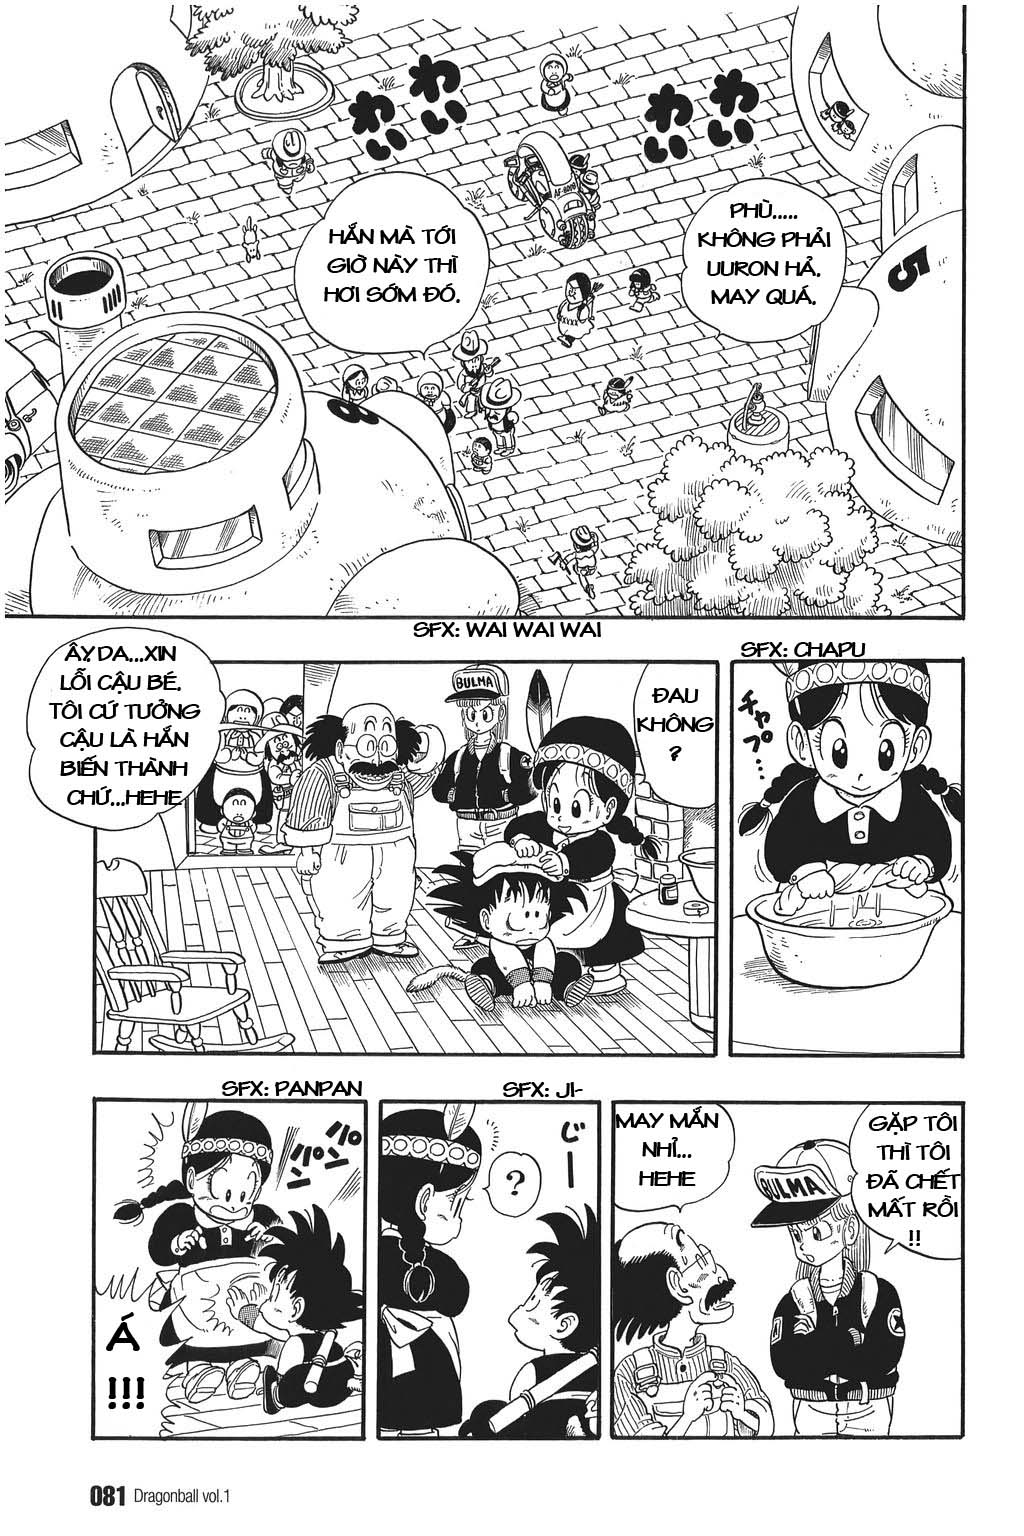 わいわい
わいわい
PHÙ.....
KHÔNG PHẢI
UURON HẢ.
MAY QUÁ.
HẮN MÀ TỚI
GIỜ NÀY THÌ
HƠI SỚM ĐÓ.
AF-8008
5
8
SFX: WAI WAI WAI
SFX: CHAPU
チャプ……
ĐAU
KHÔNG
?
BULMA
ÂY. DA...XIN
LỖI CẬU BÉ.
TÔI CỨ TƯỞNG
CẬU LÀ HẮN
BIẾN THÀNH
CHỨ...HEHE
GẶP TÔI
THÌ TÔI
ĐÃ CHẾT
MẤT RỒI
!!
BULMA
MAY MẮN
NHỈ...
HEHE
SFX: JI-
じーー
?
SFX: PANPAN
パンパン
Á
!!!
081 Dragonball vol.1